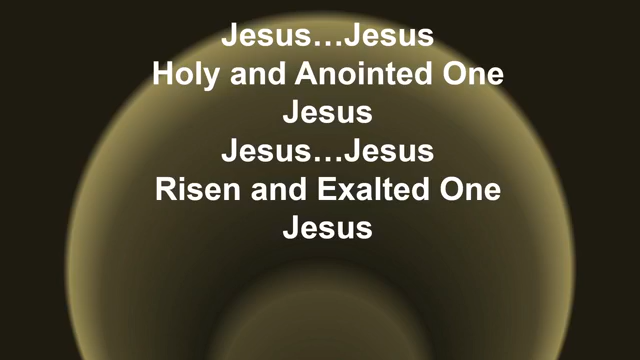 Jesus…Jesus
Holy and Anointed One
Jesus
Jesus…Jesus
Risen and Exalted One
Jesus